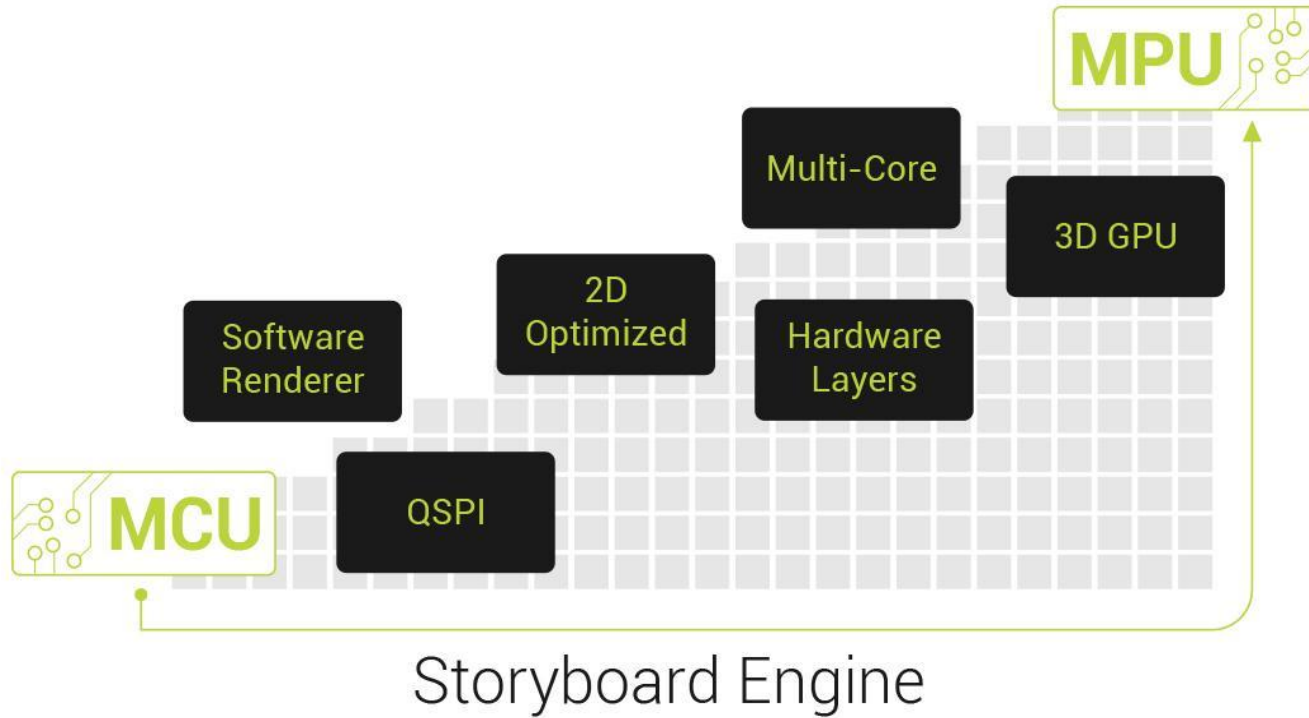 MPU
Multi-Core
3D GPU
2D
Optimized
Software
Renderer
Hardware
Layers
QSPI
MCU
Storyboard Engine